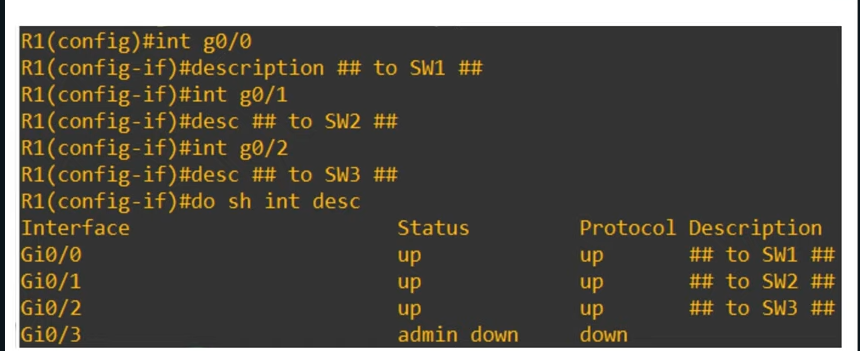 R1(config)#int g0/0
R1(config-if)#description ## to SW1 ##
R1(config-if)#int g0/1
R1(config-if)#desc ## to SW2 ##
R1(config-if)#int g0/2
R1(config-if)#desc ## to SW3 ##
R1(config-if)#do sh int desc
Interface Status Protocol Description
Gi0/0 up up ## to SW1 ##
Gi0/1 up up ## to SW2 ##
Gi0/2 up up ## to SW3 ##
Gi0/3 admin down down